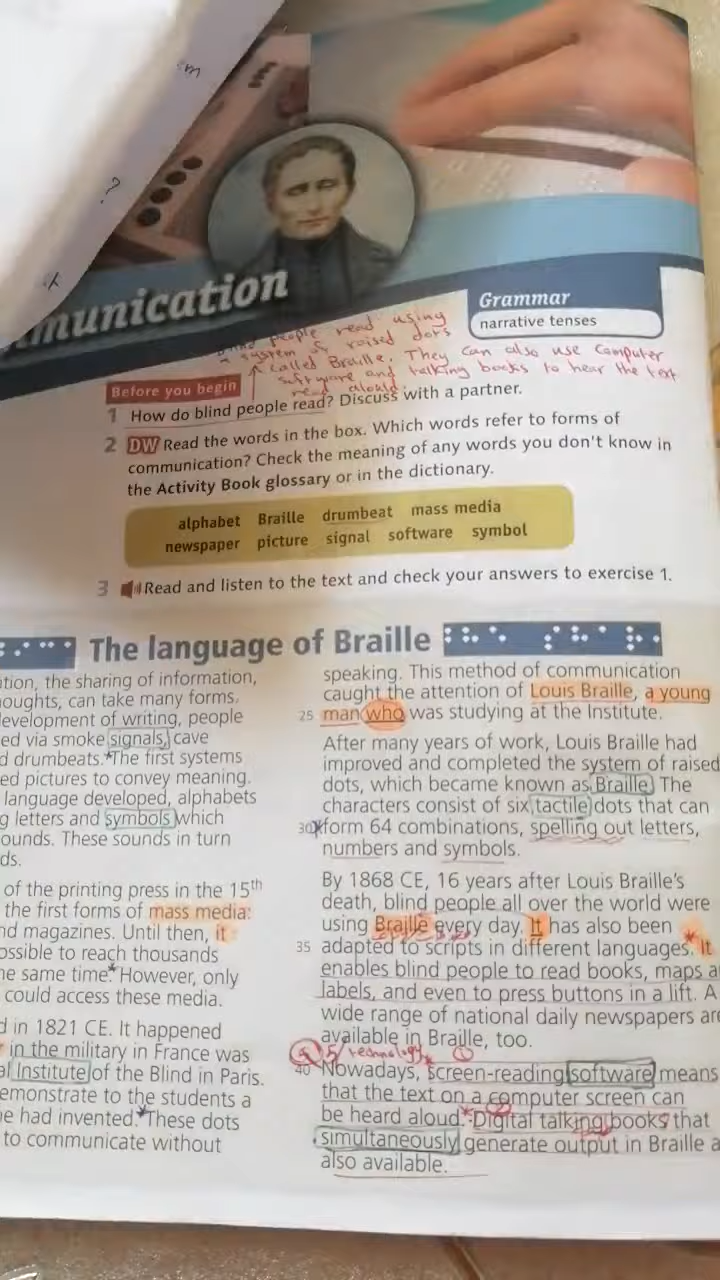 munication
Grammar
narrative tenses
people read using
a system of raised dots
called Braille. They can also use Computer
software and talking books to hear the text
read aloud.
Before you begin
1 How do blind people read? Discuss with a partner.
2 DW Read the words in the box. Which words refer to forms of
communication? Check the meaning of any words you don't know in
the Activity Book glossary or in the dictionary.
alphabet Braille drumbeat mass media
newspaper picture signal software symbol
3 Read and listen to the text and check your answers to exercise 1.
The language of Braille
tion, the sharing of information,
oughts, can take many forms.
evelopment of writing, people
ed via smoke signals, cave
d drumbeats. The first systems
ed pictures to convey meaning.
language developed, alphabets
g letters and symbols which
ounds. These sounds in turn
ds.
of the printing press in the 15th
the first forms of mass media:
nd magazines. Until then, it
ossible to reach thousands
he same time. However, only
could access these media.
d in 1821 CE. It happened
in the military in France was
al Institute of the Blind in Paris.
emonstrate to the students a
he had invented. These dots
to communicate without
speaking. This method of communication
caught the attention of Louis Braille, a young
25 man who was studying at the Institute.
After many years of work, Louis Braille had
improved and completed the system of raised
dots, which became known as Braille. The
characters consist of six tactile dots that can
30 form 64 combinations, spelling out letters,
numbers and symbols.
By 1868 CE, 16 years after Louis Braille's
death, blind people all over the world were
using Braille every day. It has also been
35 adapted to scripts in different languages. It
enables blind people to read books, maps a
labels, and even to press buttons in a lift. A
wide range of national daily newspapers are
available in Braille, too.
5/ technology
40 Nowadays, screen-reading software means
that the text on a computer screen can
be heard aloud. Digital talking books that
simultaneously generate output in Braille a
also available.